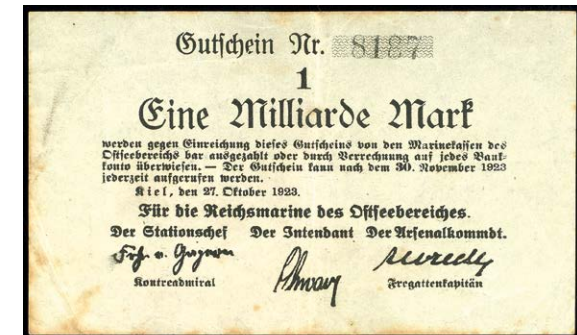 Gutschein Nr. 8127
1
Eine Milliarde Mark
werden gegen Einreichung dieses Gutscheins von den Marinekassen des
Ostseebereichs bar ausgezahlt oder durch Verrechnung auf jedes Bank-
konto überwiesen. — Der Gutschein kann nach dem 30. November 1923
jederzeit aufgerufen werden.
Kiel, den 27. Oktober 1923.
Für die Reichsmarine des Ostseebereiches.
Der Stationschef Der Intendant Der Arsenalkommdt.
Frh. v. Gagern
Kontreadmiral Fregattenkapitän